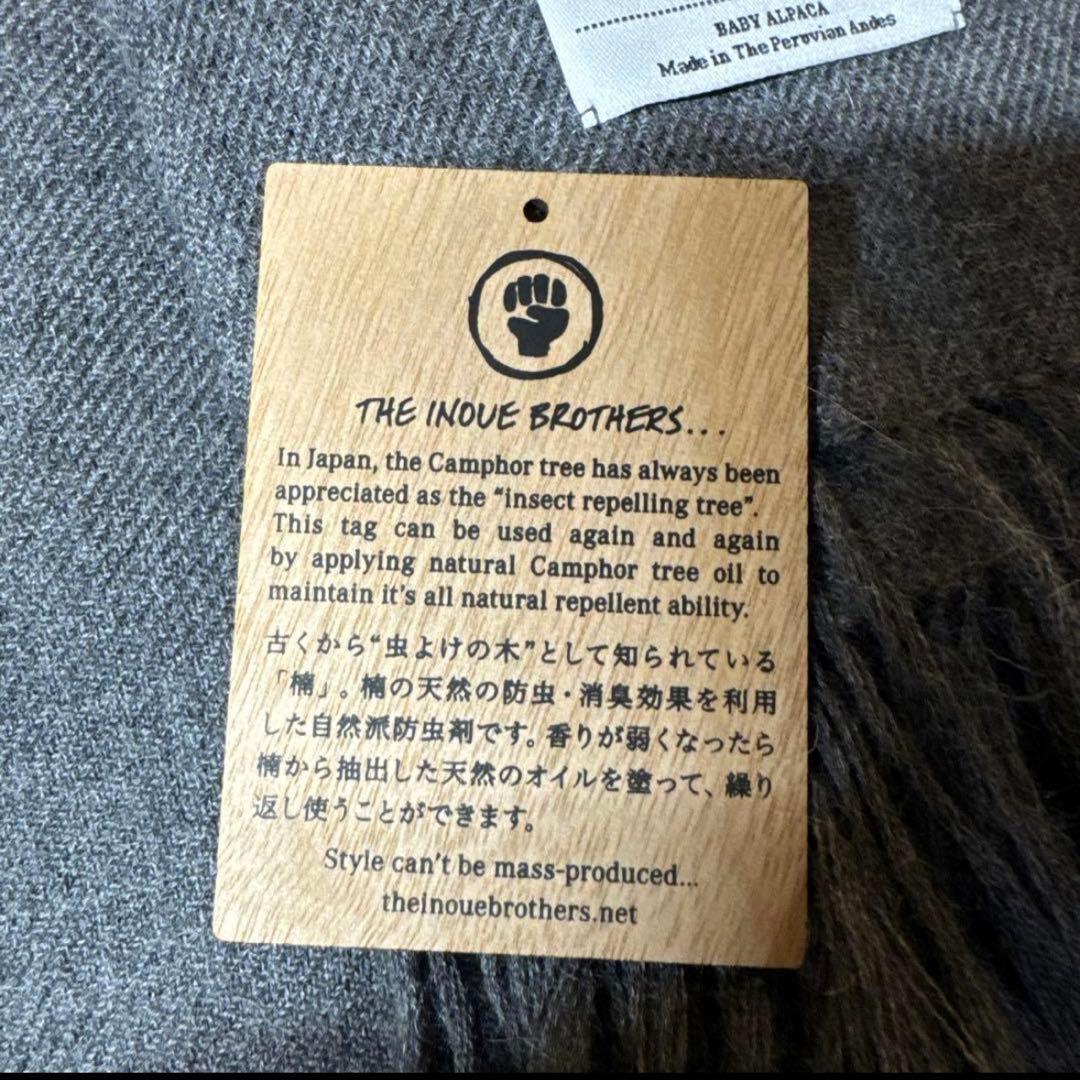 BABY ALPACA
Made in The Peruvian Andes
THE INOUE BROTHERS...
In Japan, the Camphor tree has always been
appreciated as the “insect repelling tree”.
This tag can be used again and again
by applying natural Camphor tree oil to
maintain it's all natural repellent ability.
古くから“虫よけの木”として知られている
「楠」。楠の天然の防虫・消臭効果を利用
した自然派防虫剤です。香りが弱くなったら
楠から抽出した天然のオイルを塗って、繰り
返し使うことができます。
Style can't be mass-produced...
theinouebrothers.net